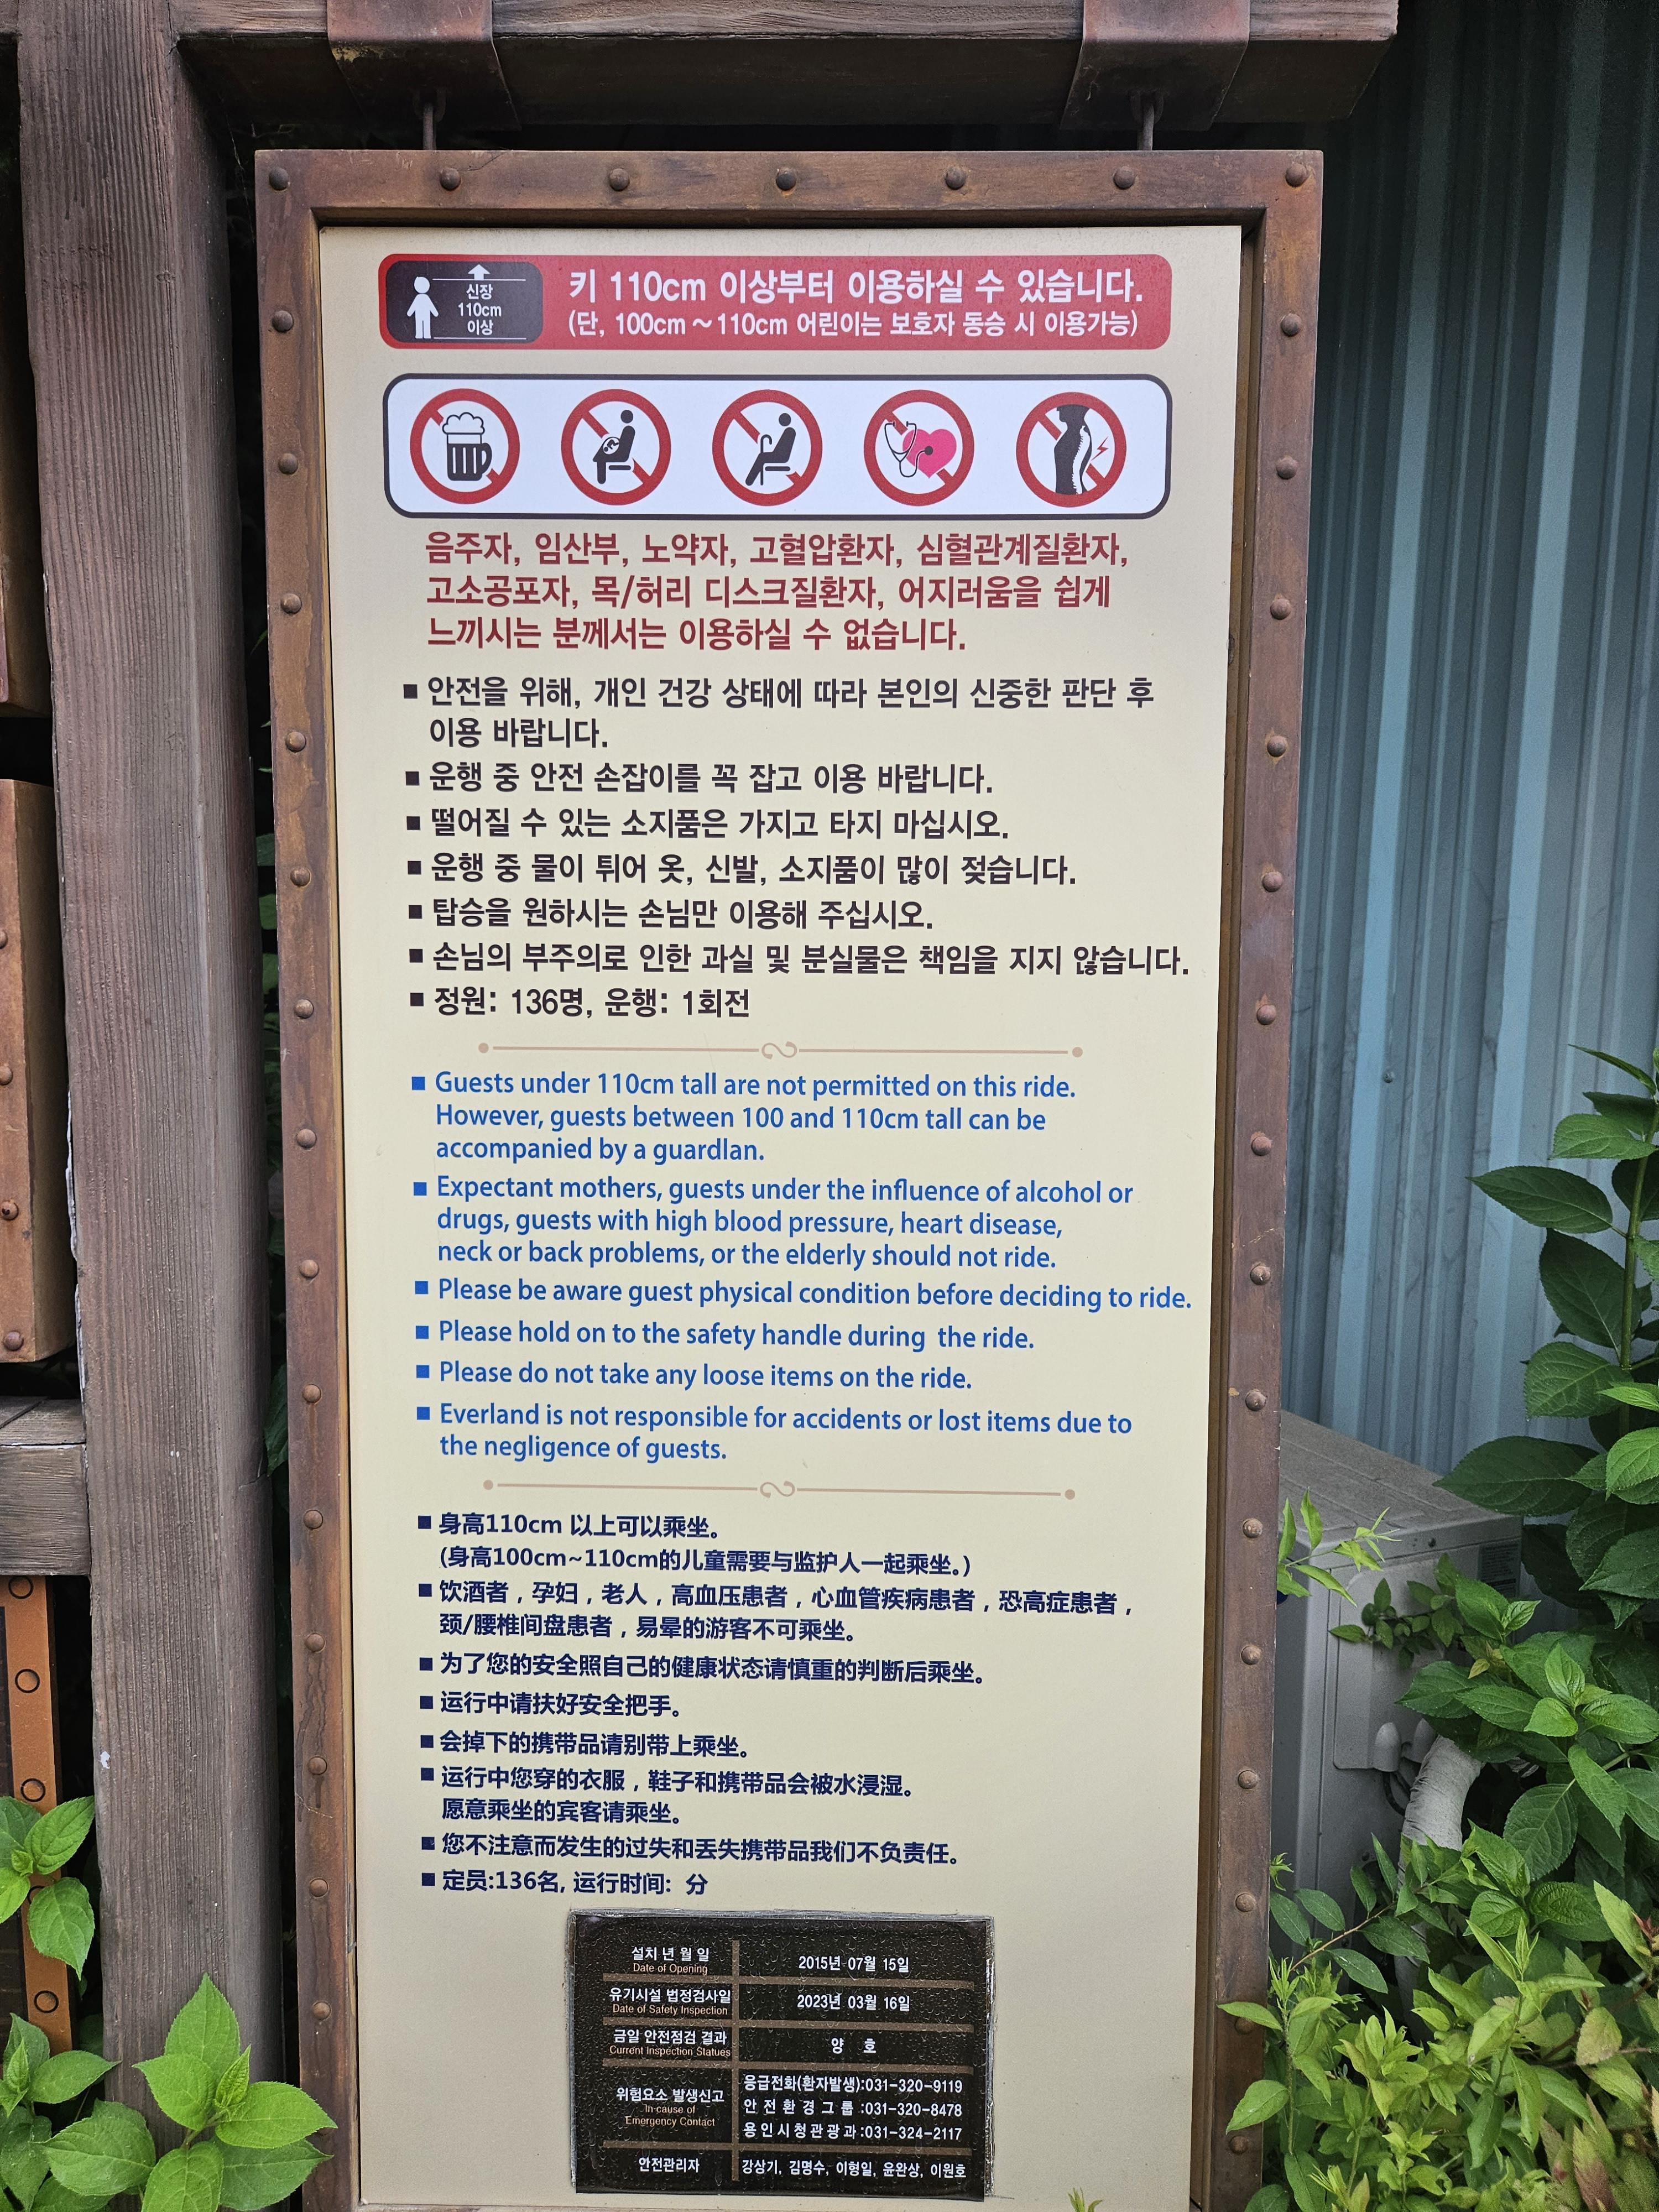 신장
110cm
이상
키 110cm 이상부터 이용하실 수 있습니다.
(단, 100cm ~ 110cm 어린이는 보호자 동승 시 이용가능)
음주자, 임산부, 노약자, 고혈압환자, 심혈관계질환자,
고소공포자, 목/허리 디스크질환자, 어지러움을 쉽게
느끼시는 분께서는 이용하실 수 없습니다.
■ 안전을 위해, 개인 건강 상태에 따라 본인의 신중한 판단 후
이용 바랍니다.
■ 운행 중 안전 손잡이를 꼭 잡고 이용 바랍니다.
■ 떨어질 수 있는 소지품은 가지고 타지 마십시오.
■ 운행 중 물이 튀어 옷, 신발, 소지품이 많이 젖습니다.
■ 탑승을 원하시는 손님만 이용해 주십시오.
■ 손님의 부주의로 인한 과실 및 분실물은 책임을 지지 않습니다.
■ 정원: 136명, 운행: 1회전
■ Guests under 110cm tall are not permitted on this ride.
However, guests between 100 and 110cm tall can be
accompanied by a guardlan.
■ Expectant mothers, guests under the influence of alcohol or
drugs, guests with high blood pressure, heart disease,
neck or back problems, or the elderly should not ride.
■ Please be aware guest physical condition before deciding to ride.
■ Please hold on to the safety handle during the ride.
■ Please do not take any loose items on the ride.
■ Everland is not responsible for accidents or lost items due to
the negligence of guests.
■ 身高110cm 以上可以乘坐。
(身高100cm~110cm的儿童需要与监护人一起乘坐。)
■ 饮酒者，孕妇，老人，高血压患者，心血管疾病患者，恐高症患者，
颈/腰椎间盘患者，易晕的游客不可乘坐。
■ 为了您的安全照自己的健康状态请慎重的判断后乘坐。
■ 运行中请扶好安全把手。
■ 会掉下的携带品请别带上乘坐。
■ 运行中您穿的衣服，鞋子和携带品会被水浸湿。
愿意乘坐的宾客请乘坐。
■ 您不注意而发生的过失和丢失携带品我们不负责任。
■ 定员:136名, 运行时间: 分
설치 년 월 일
Date of Opening
2015년 07월 15일
유기시설 법정검사일
Date of Safety Inspection
2023년 03월 16일
금일 안전점검 결과
Current Inspection Statues
양 호
위험요소 발생신고
In cause of
Emergency Contact
응급전화(환자발생):031-320-9119
안 전 환 경 그 룹 :031-320-8478
용 인 시 청 관 광 과 :031-324-2117
안전관리자
강상기, 김명수, 이형일, 윤완상, 이원호